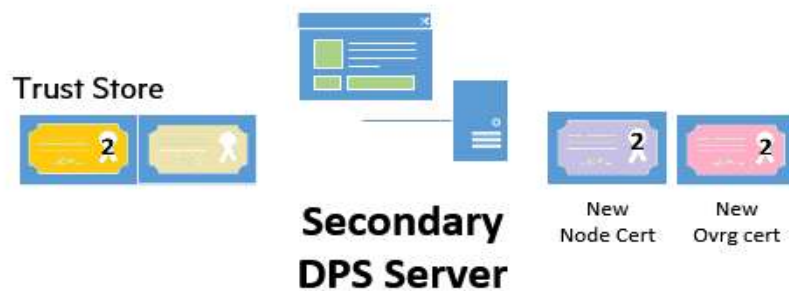 Trust Store
2
2
2
New
Node Cert
New
Ovrg cert
Secondary
DPS Server